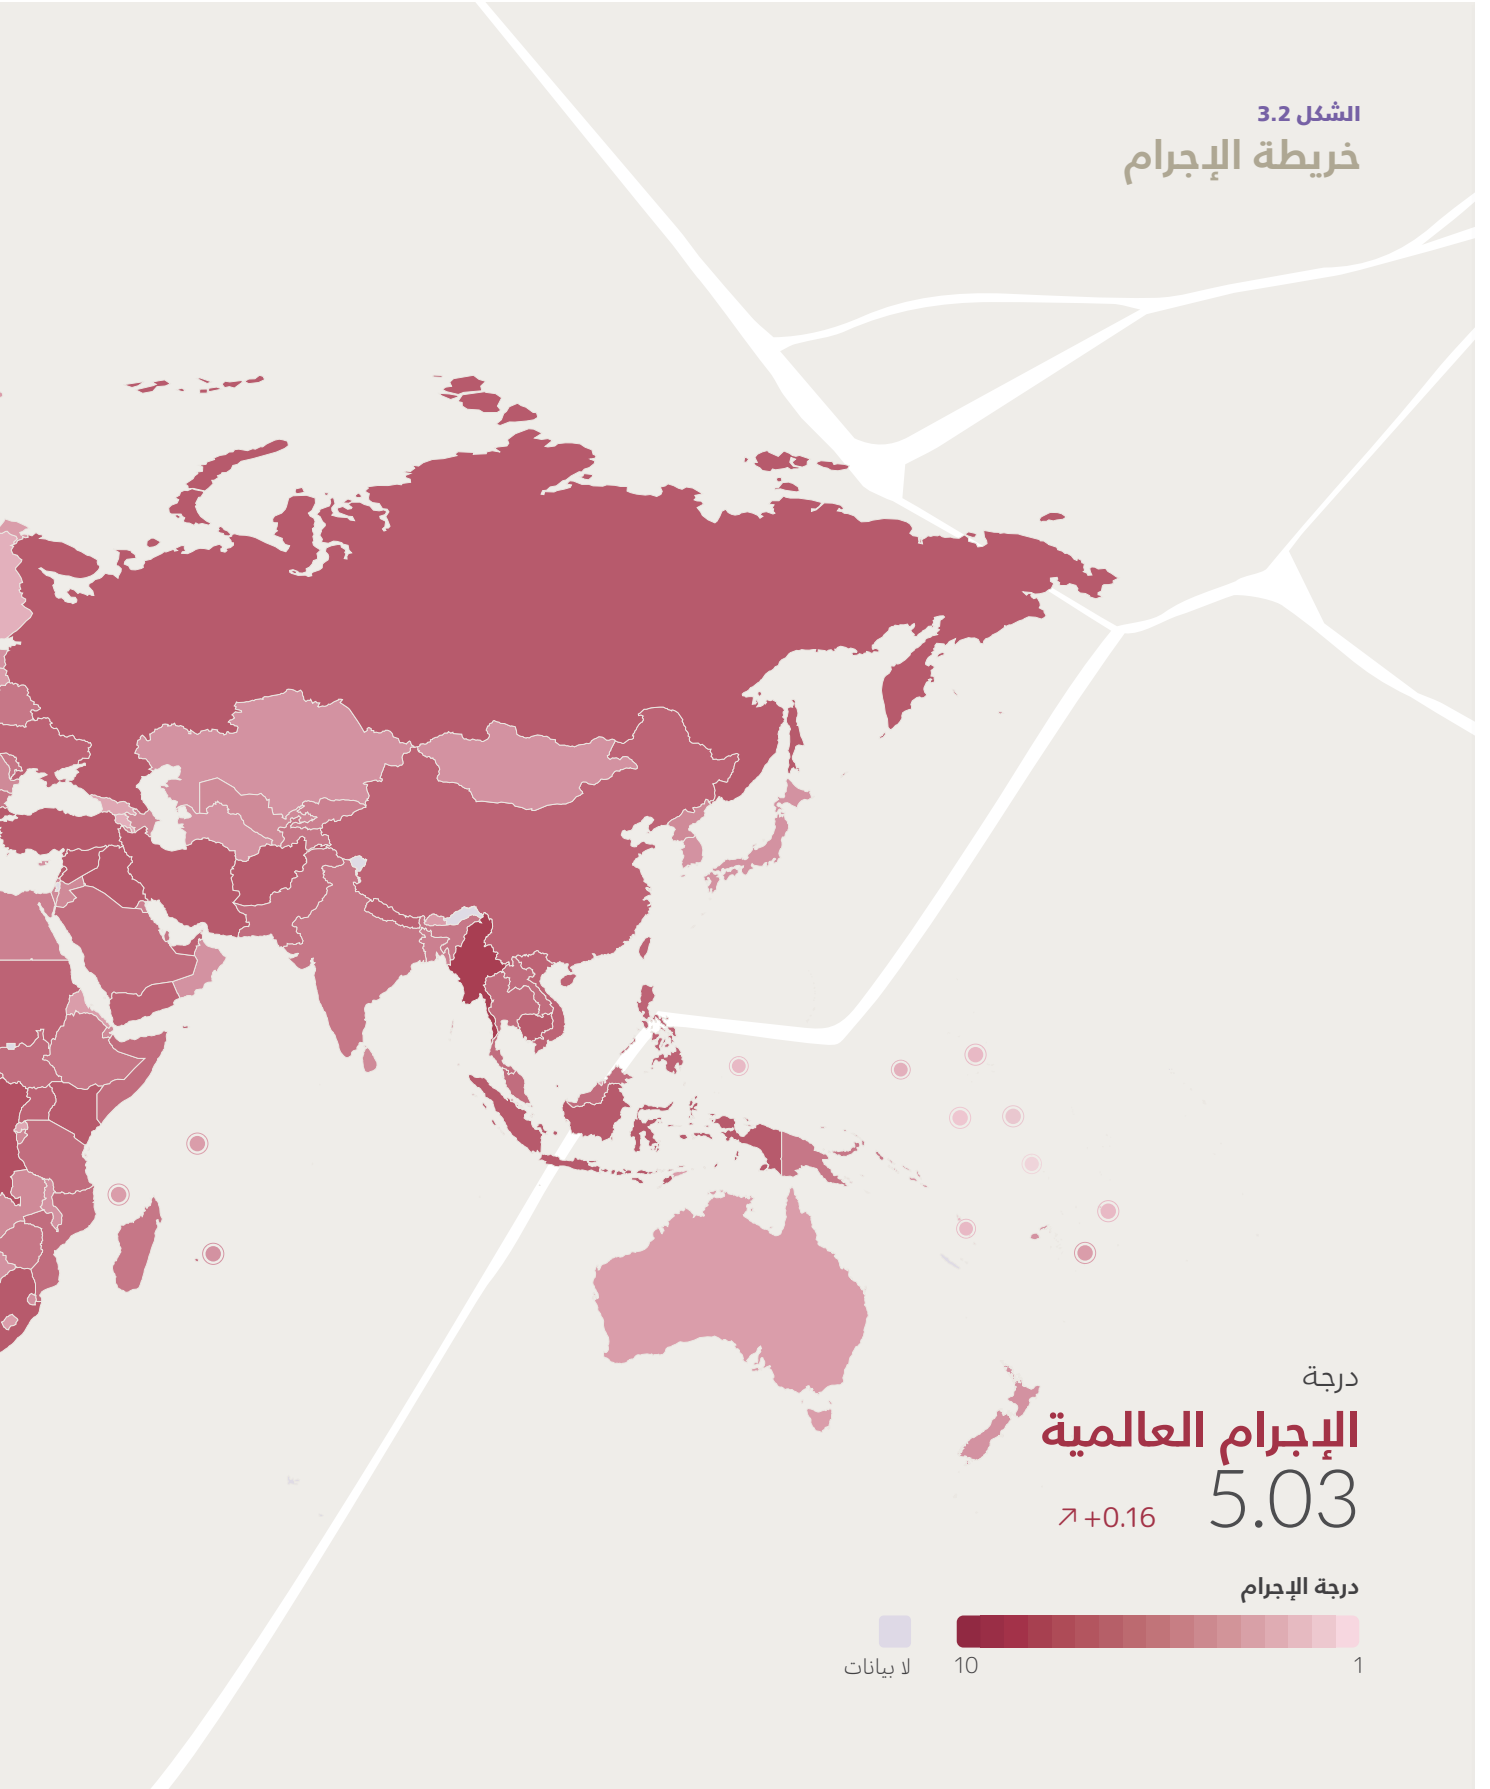 الشكل 3.2
خريطة الإجرام
درجة
الإجرام العالمية
5.03 +0.16
درجة الإجرام
1 10
لا بيانات